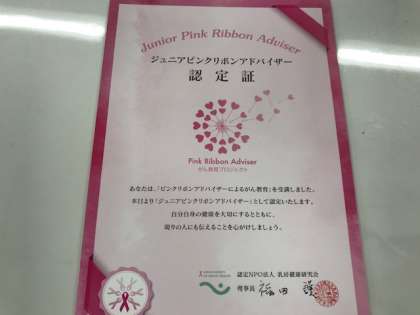 Junior Pink Ribbon Adviser
ジュニアピンクリボンアドバイザー
認定証
Pink Ribbon Adviser
がん教育プロジェクト
あなたは、「ピンクリボンアドバイザーによるがん教育」を受講しました。
本日より「ジュニアピンクリボンアドバイザー」として認定いたします。
自分自身の健康を大切にするとともに、
周りの人にも伝えることを心がけましょう。
認定NPO法人 乳房健康研究会
理事長 福田 護